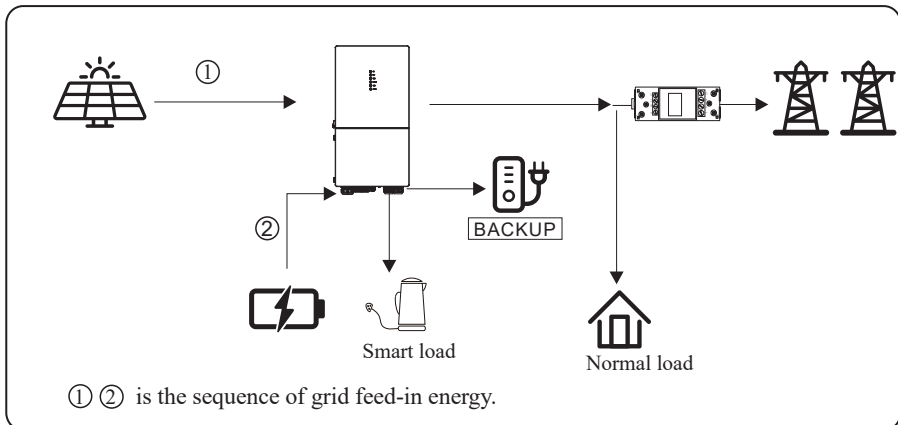 ①
②
BACKUP
Smart load
Normal load
① ② is the sequence of grid feed-in energy.